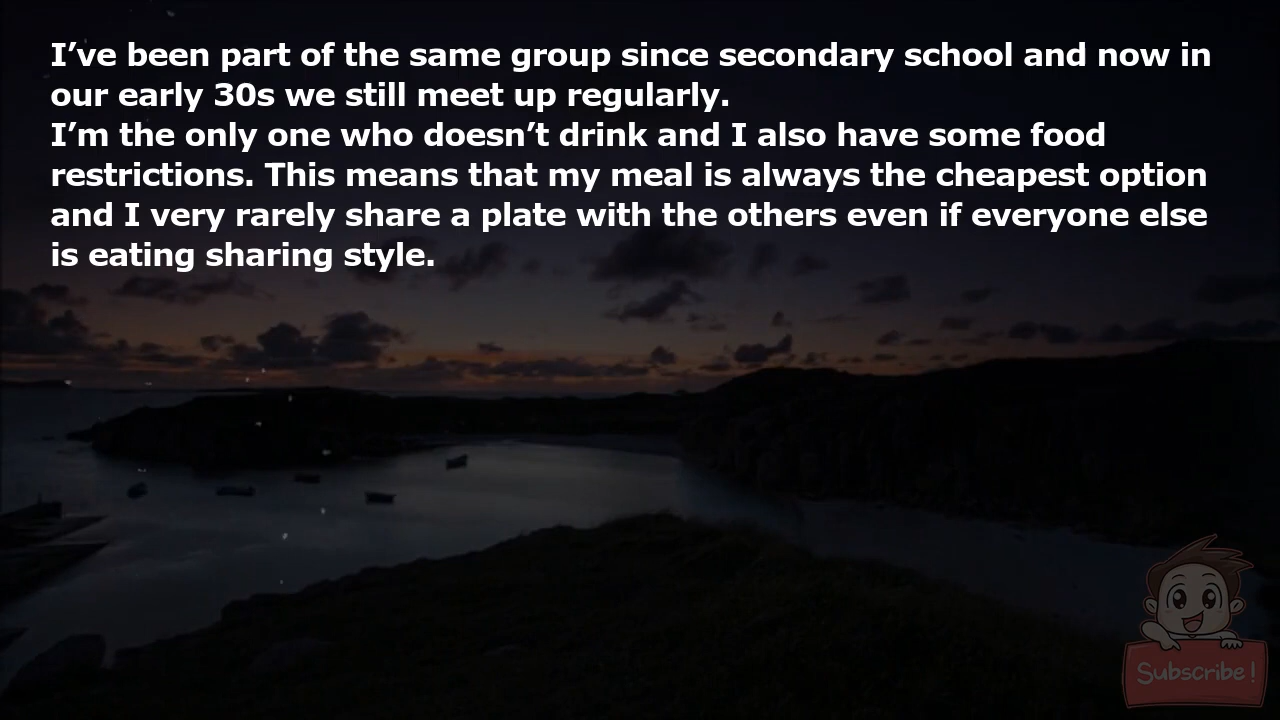 I’ve been part of the same group since secondary school and now in
our early 30s we still meet up regularly.
I’m the only one who doesn’t drink and I also have some food
restrictions. This means that my meal is always the cheapest option
and I very rarely share a plate with the others even if everyone else
is eating sharing style.
Subscribe!